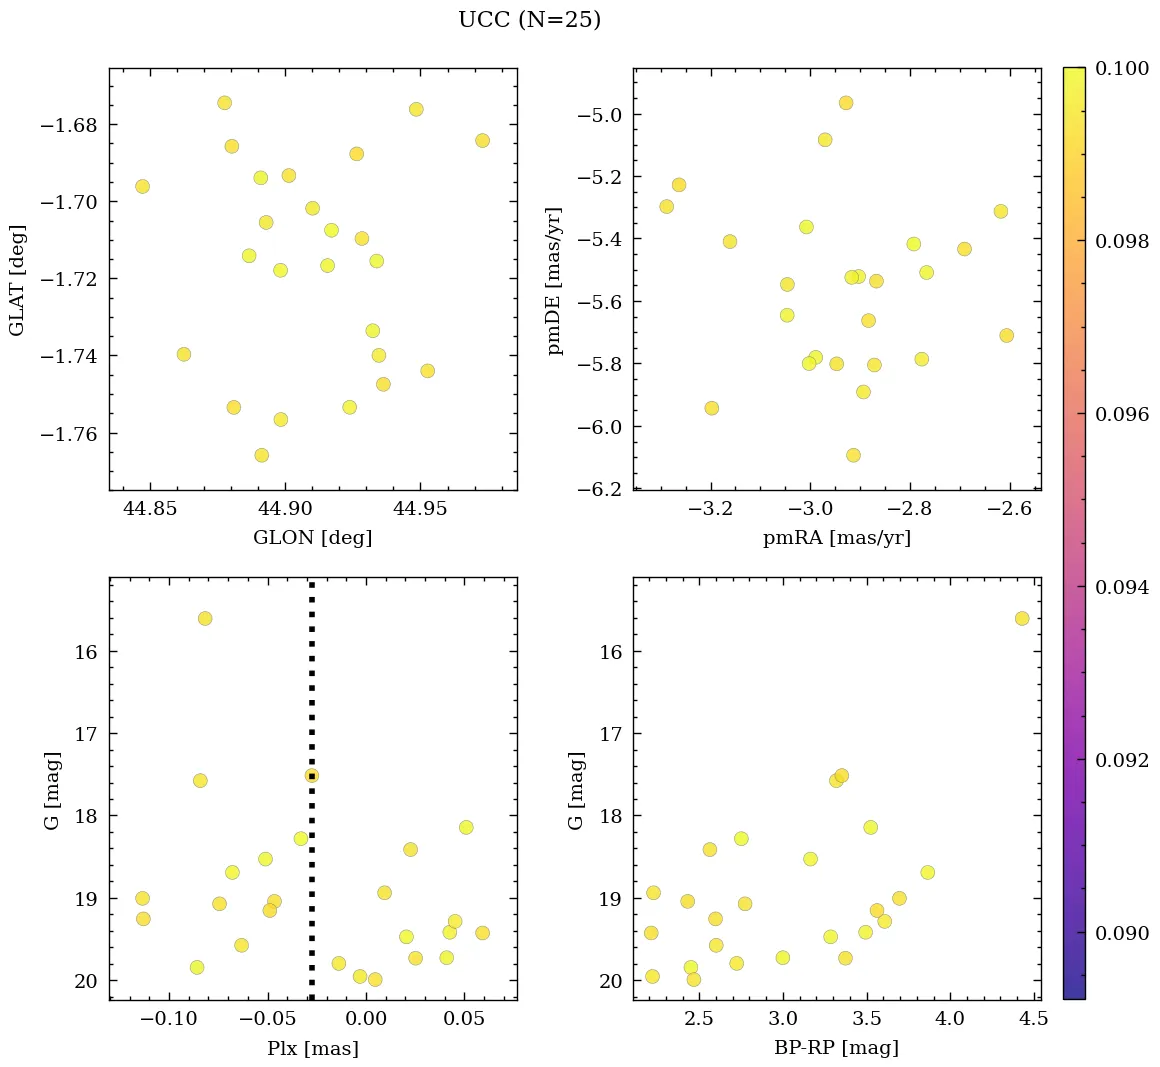 UCC (N=25)
−1.68
−1.70
−1.72
−1.74
−1.76
GLAT [deg]
44.85 44.90 44.95
GLON [deg]
−5.0
−5.2
−5.4
−5.6
−5.8
−6.0
−6.2
pmDE [mas/yr]
−3.2 −3.0 −2.8 −2.6
pmRA [mas/yr]
0.100
0.098
0.096
0.094
0.092
0.090
16
17
18
19
20
G [mag]
−0.10 −0.05 0.00 0.05
Plx [mas]
16
17
18
19
20
G [mag]
2.5 3.0 3.5 4.0 4.5
BP-RP [mag]